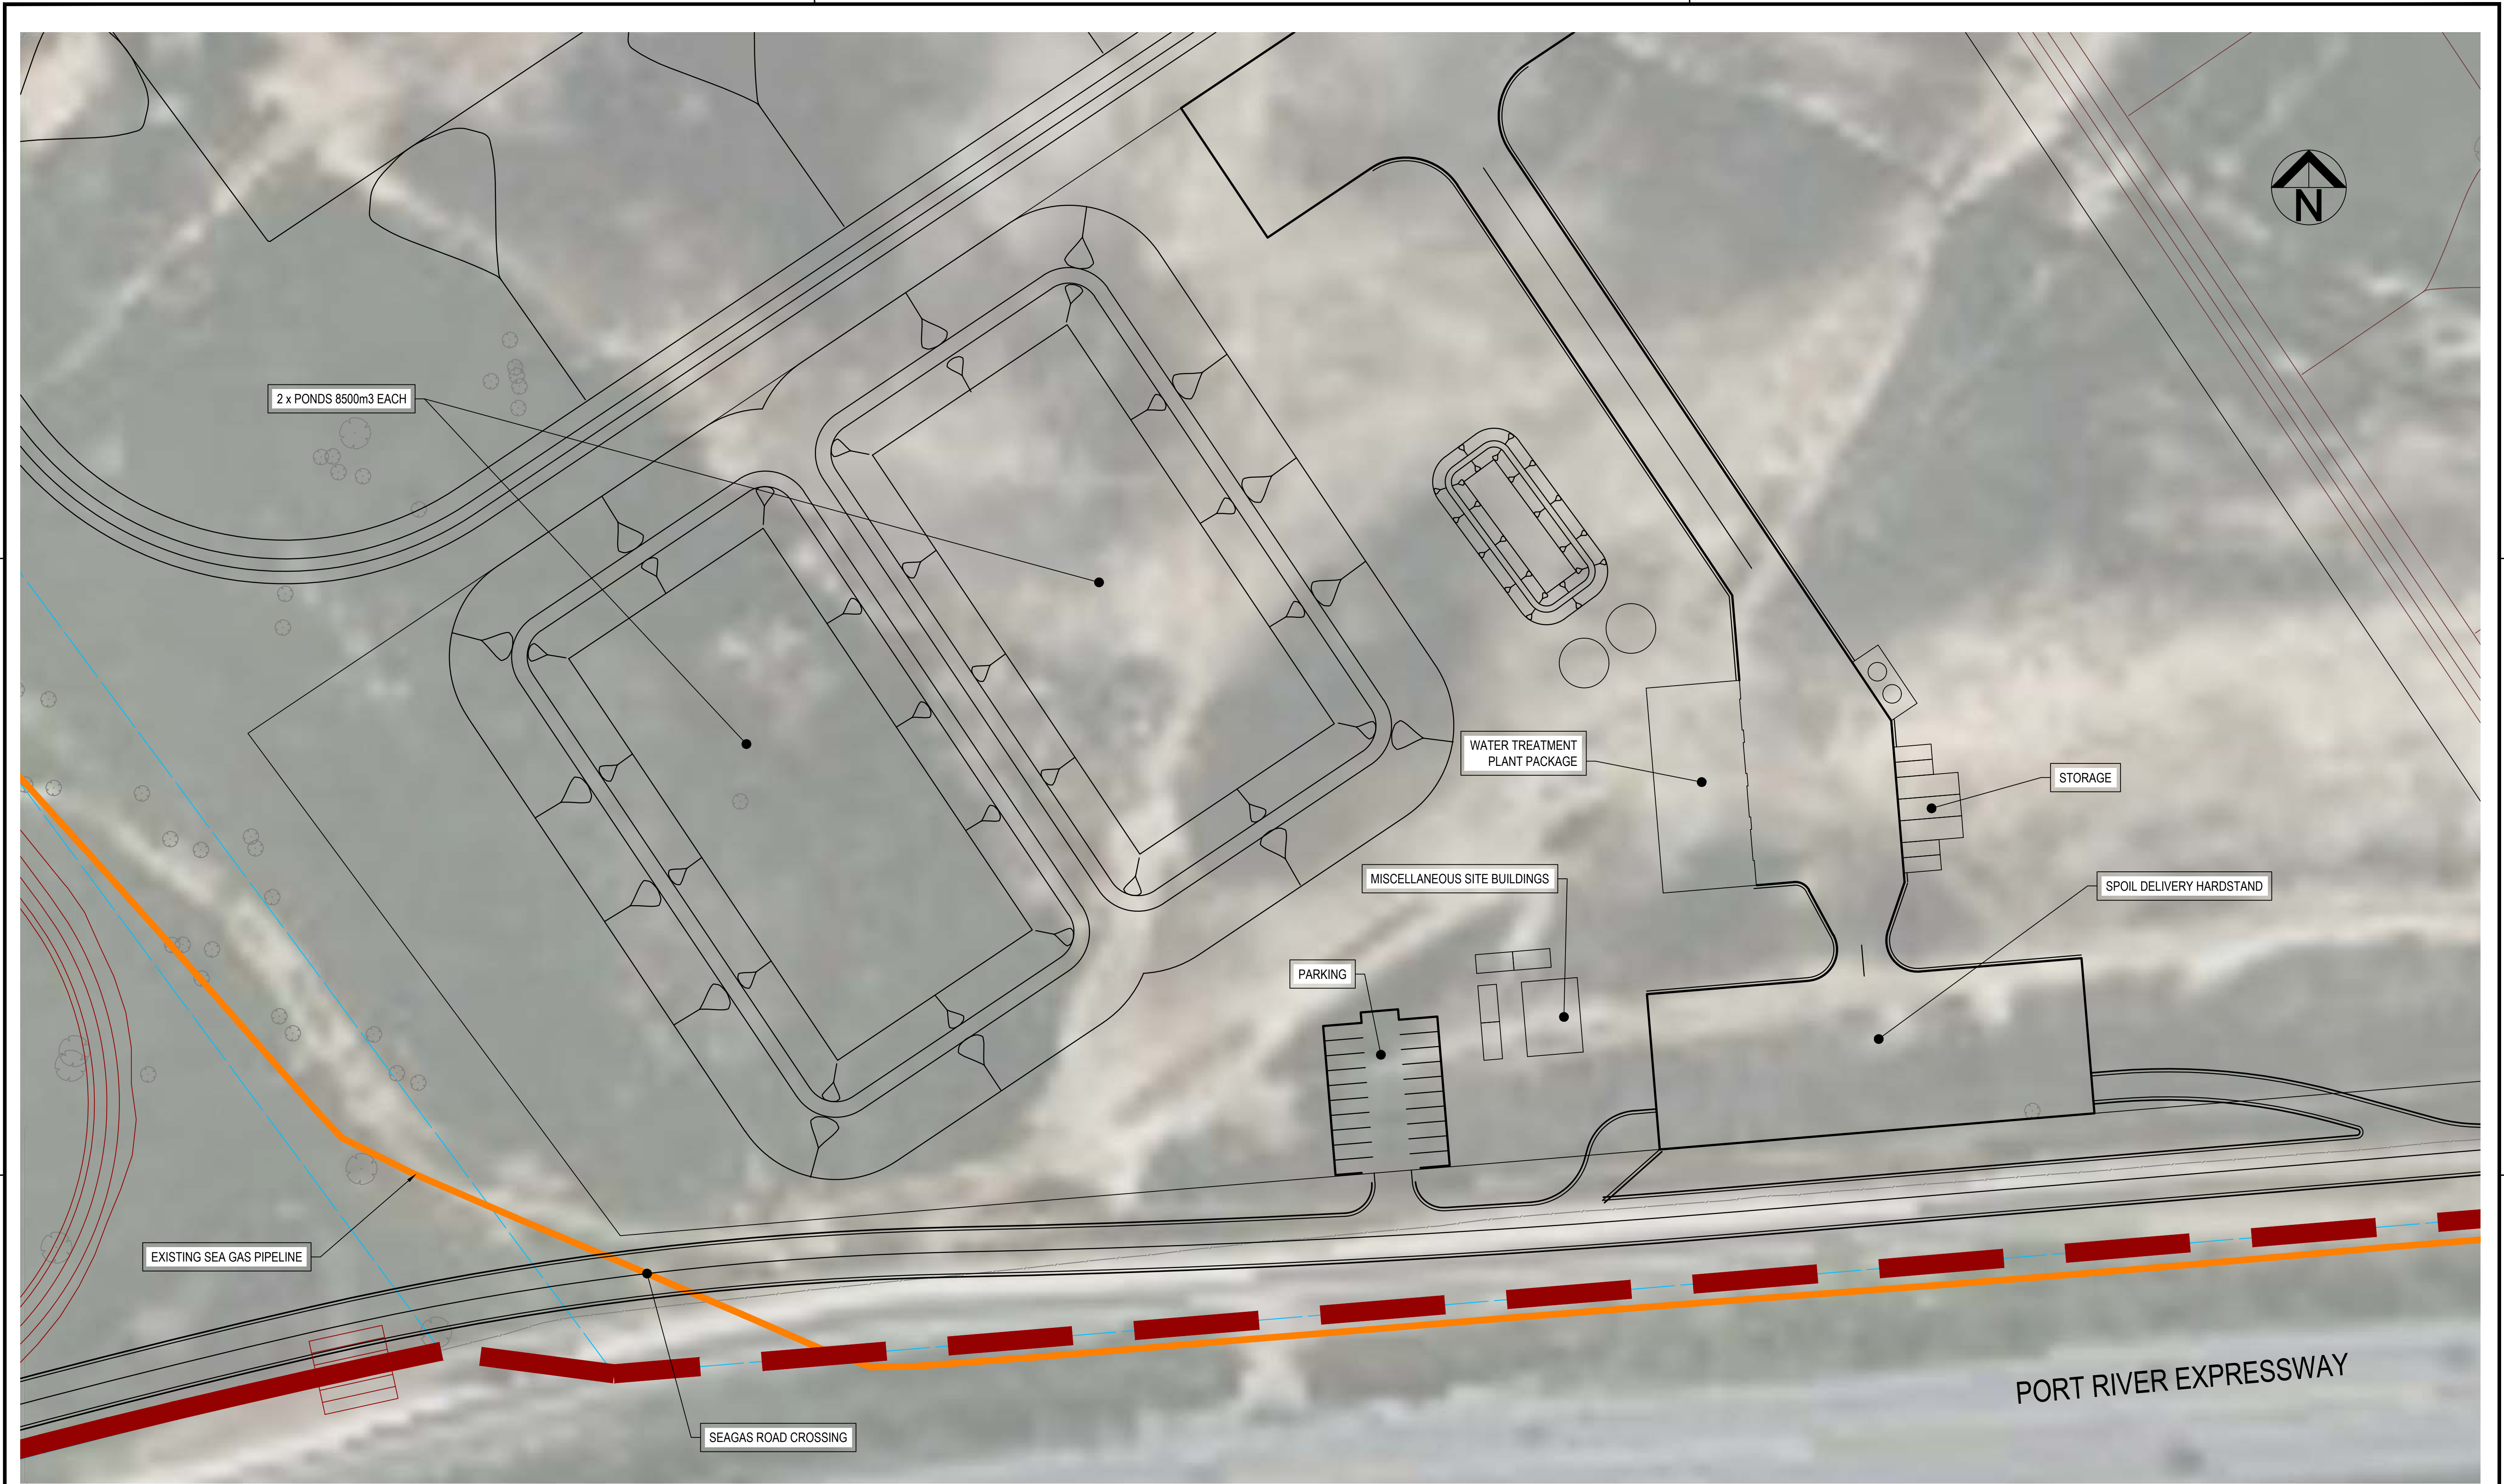 N
2 x PONDS 8500m3 EACH
WATER TREATMENT
PLANT PACKAGE
STORAGE
MISCELLANEOUS SITE BUILDINGS
SPOIL DELIVERY HARDSTAND
PARKING
EXISTING SEA GAS PIPELINE
PORT RIVER EXPRESSWAY
SEAGAS ROAD CROSSING